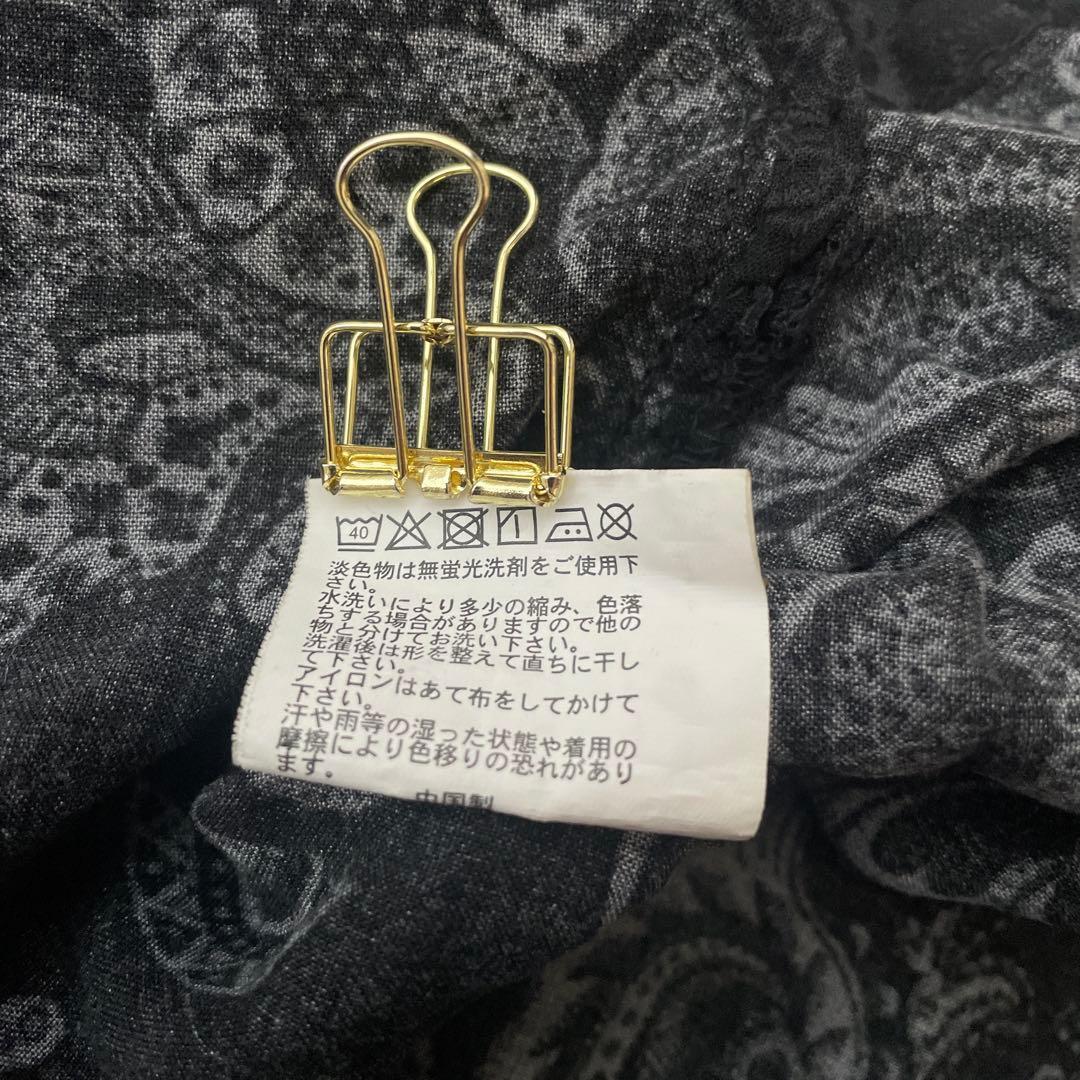 40
淡色物は無蛍光洗剤をご使用下
さい。
水洗いにより多少の縮み、色落
ちする場合がありますので他の
物と分けてお洗い下さい。
洗濯後は形を整えて直ちに干し
て下さい。
アイロンはあて布をしてかけて
下さい。
汗や雨等の湿った状態や着用の
摩擦により色移りの恐れがあり
ます。
中国製